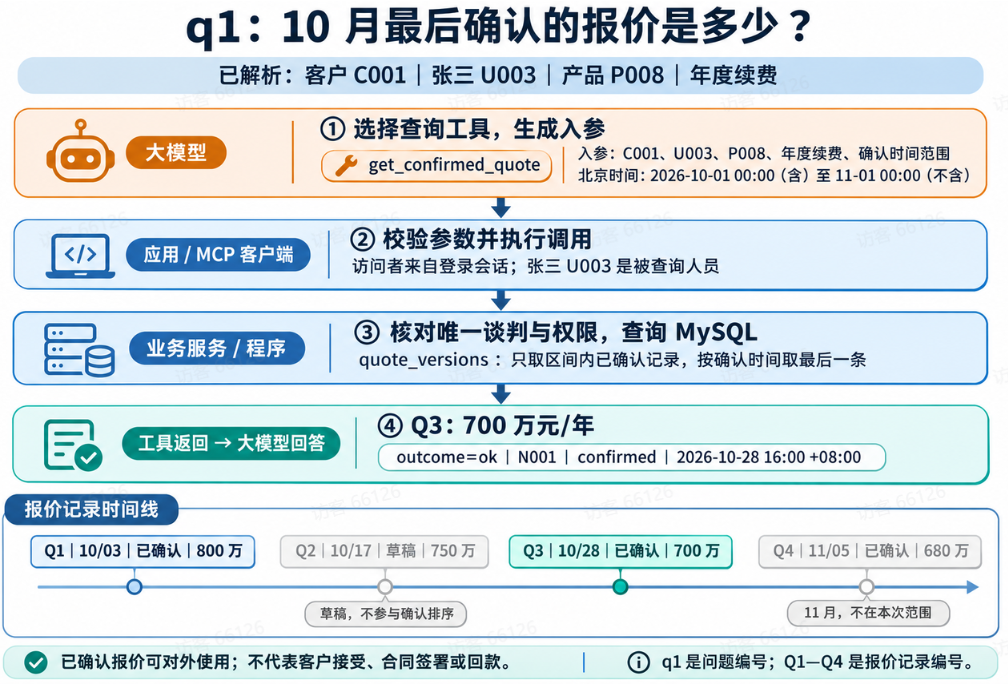 q1：10 月最后确认的报价是多少？
已解析：客户 C001｜张三 U003｜产品 P008｜年度续费
大模型
① 选择查询工具，生成入参
get_confirmed_quote
入参：C001、U003、P008、年度续费、确认时间范围
北京时间：2026-10-01 00:00（含）至 11-01 00:00（不含）
</>
应用 / MCP 客户端
② 校验参数并执行调用
访问者来自登录会话；张三 U003 是被查询人员
业务服务 / 程序
③ 核对唯一谈判与权限，查询 MySQL
quote_versions：只取区间内已确认记录，按确认时间取最后一条
工具返回 → 大模型回答
④ Q3：700 万元/年
outcome=ok｜N001｜confirmed｜2026-10-28 16:00 +08:00
报价记录时间线
Q1｜10/03｜已确认｜800 万
Q2｜10/17｜草稿｜750 万
Q3｜10/28｜已确认｜700 万
Q4｜11/05｜已确认｜680 万
草稿，不参与确认排序
11 月，不在本次范围
已确认报价可对外使用；不代表客户接受、合同签署或回款。
q1 是问题编号；Q1—Q4 是报价记录编号。
访客 66126